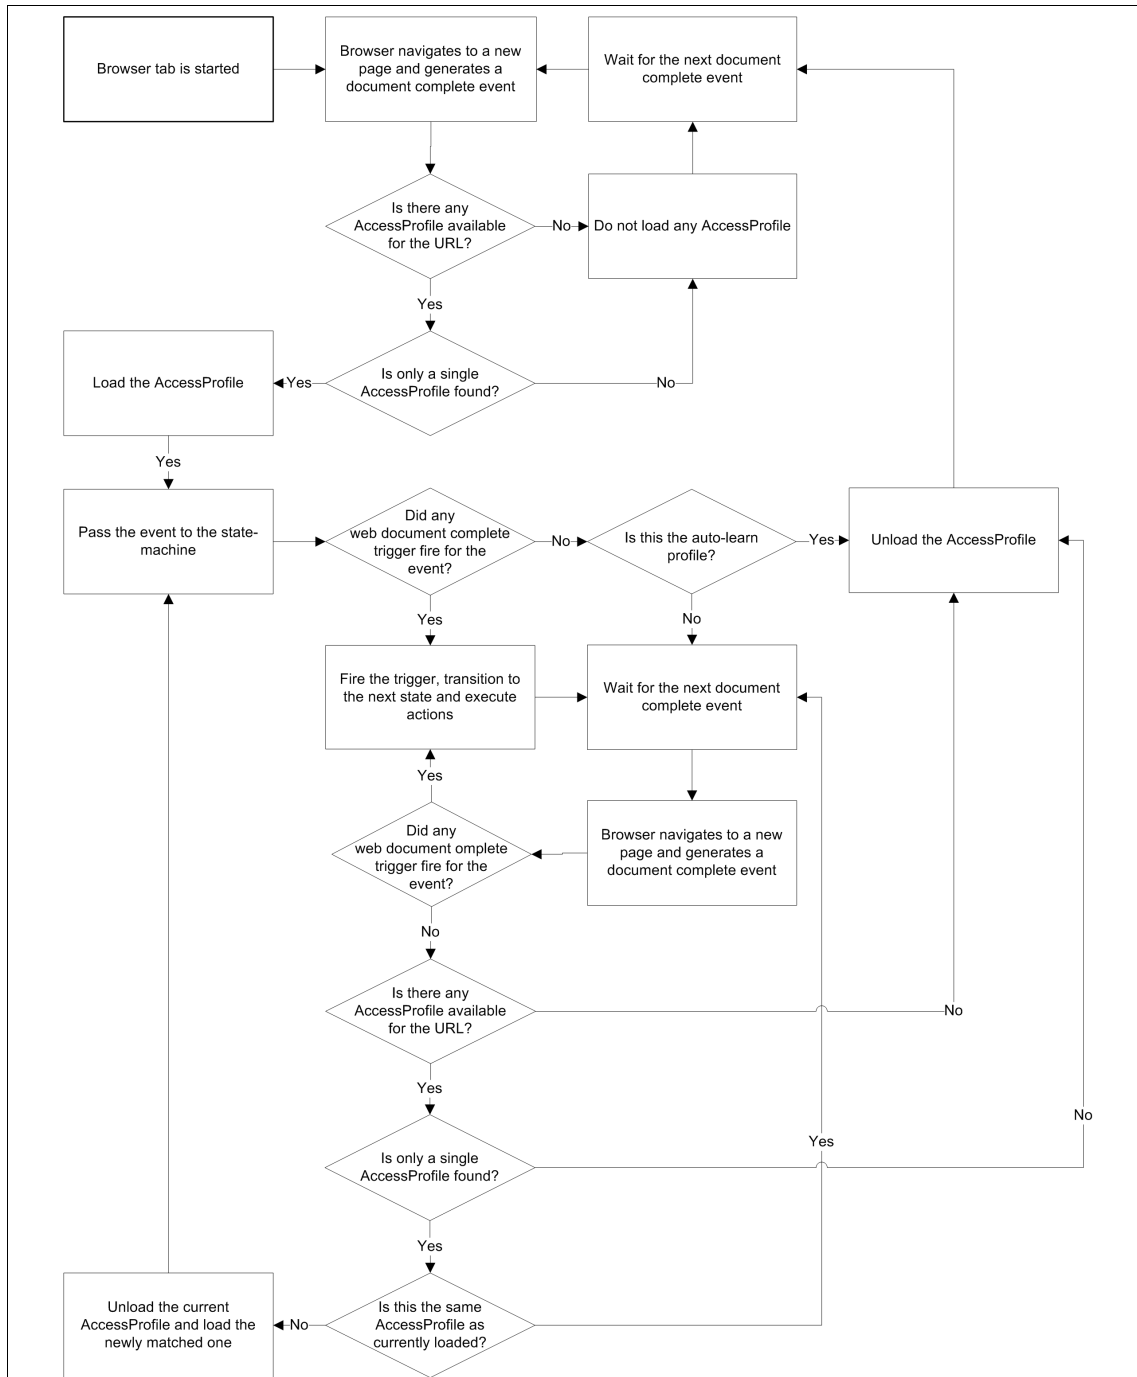 Browser tab is started
Browser navigates to a new
page and generates a
document complete event
Wait for the next document
complete event
Is there any
AccessProfile available
for the URL?
No
Do not load any AccessProfile
Yes
Load the AccessProfile
Yes
Is only a single
AccessProfile found?
No
Yes
Pass the event to the state-
machine
Did any
web document complete
trigger fire for the
event?
No
Is this the auto-learn
profile?
Yes
Unload the AccessProfile
Yes
No
Fire the trigger, transition to
the next state and execute
actions
Wait for the next document
complete event
Yes
Did any
web document omplete
trigger fire for the
event?
Browser navigates to a new
page and generates a
document complete event
No
Is there any
AccessProfile available
for the URL?
No
Yes
No
Yes
Is only a single
AccessProfile found?
Yes
Unload the current
AccessProfile and load the
newly matched one
No
Is this the same
AccessProfile as
currently loaded?